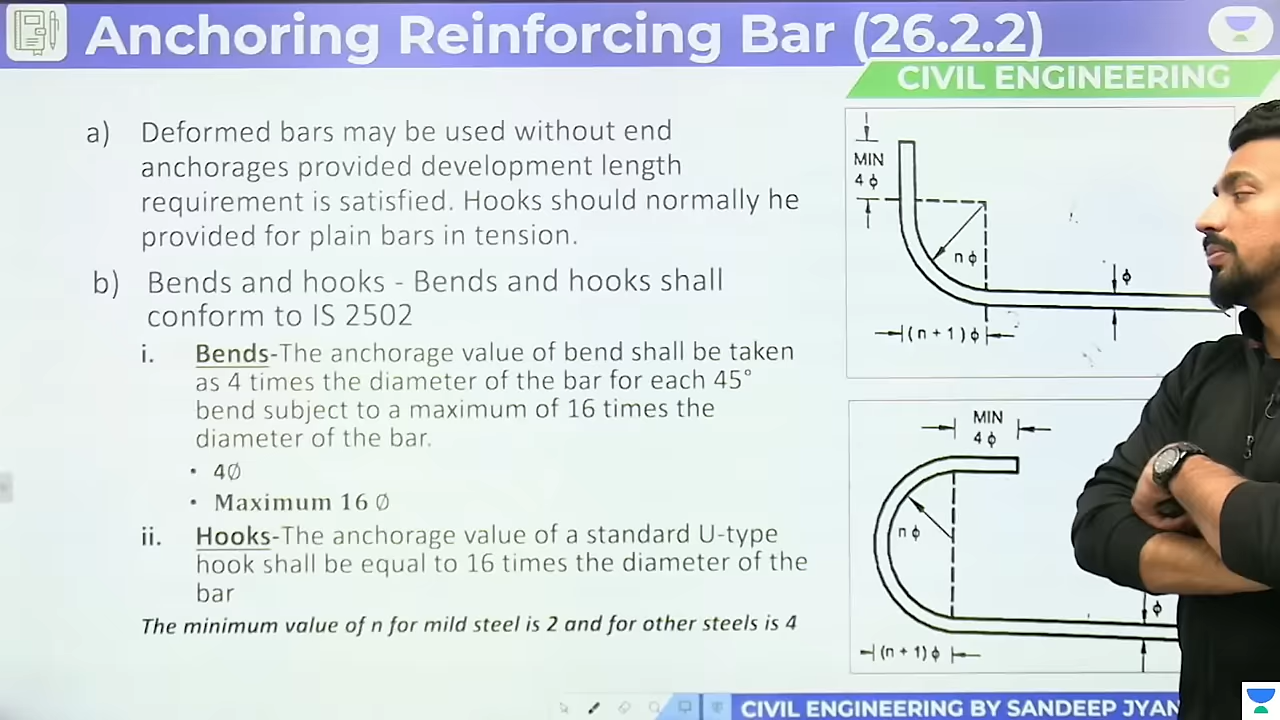 Anchoring Reinforcing Bar (26.2.2)
CIVIL ENGINEERING
a) Deformed bars may be used without end
anchorages provided development length
requirement is satisfied. Hooks should normally he
provided for plain bars in tension.
b) Bends and hooks - Bends and hooks shall
conform to IS 2502
i. Bends-The anchorage value of bend shall be taken
as 4 times the diameter of the bar for each 45°
bend subject to a maximum of 16 times the
diameter of the bar.
• 4∅
• Maximum 16 ∅
ii. Hooks-The anchorage value of a standard U-type
hook shall be equal to 16 times the diameter of the
bar
The minimum value of n for mild steel is 2 and for other steels is 4
MIN
4 ϕ
n ϕ
ϕ
(n + 1) ϕ
MIN
4 ϕ
n ϕ
ϕ
(n + 1) ϕ
CIVIL ENGINEERING BY SANDEEP JYAN